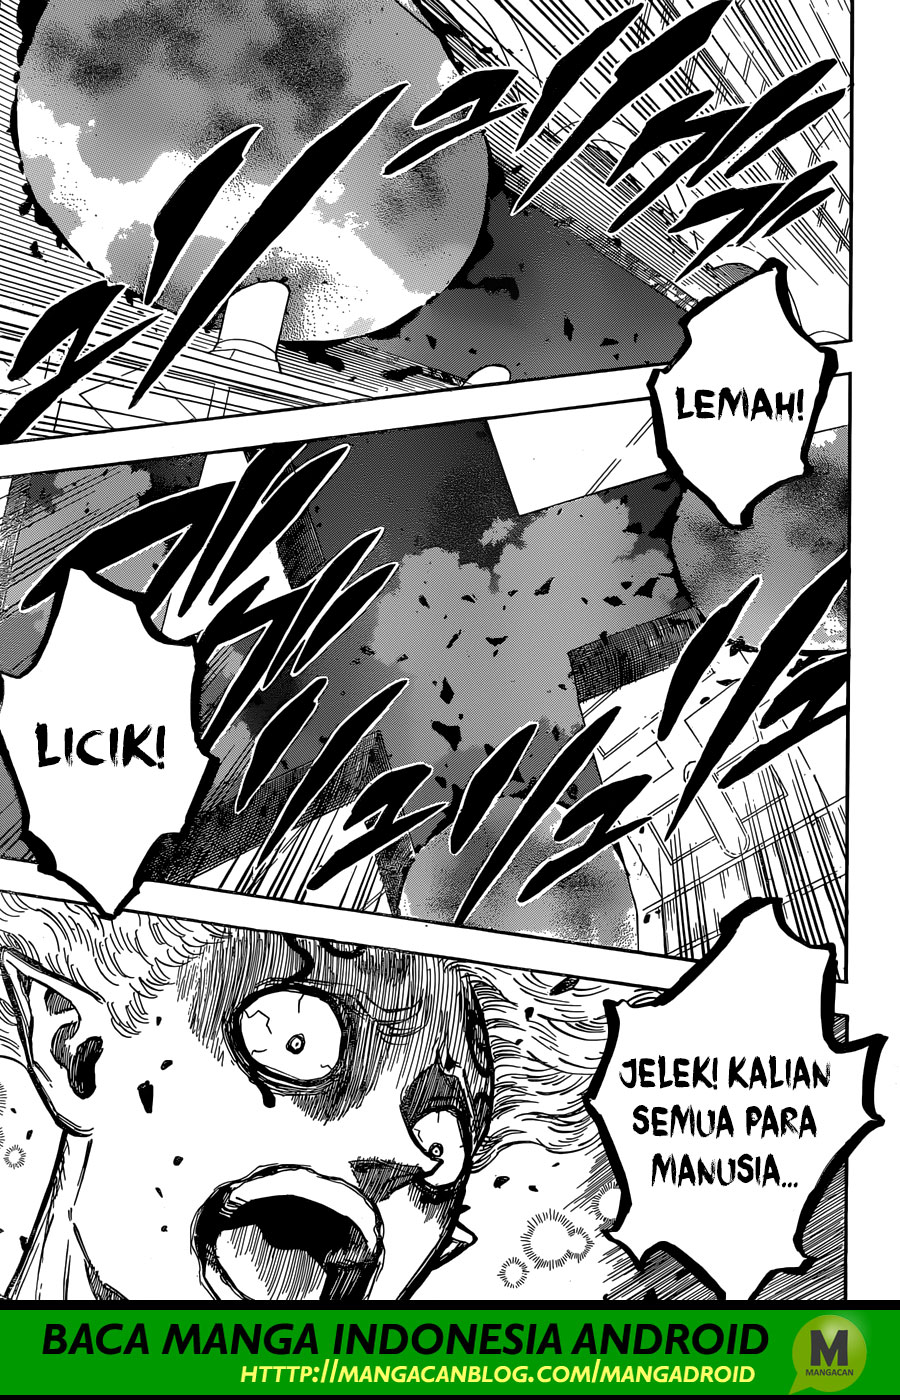 LEMAH!
LICIK!
JELEK! KALIAN
SEMUA PARA
MANUSIA...
BACA MANGA INDONESIA ANDROID
HTTTP://MANGACANBLOG.COM/MANGADROID
M
MANGACAN